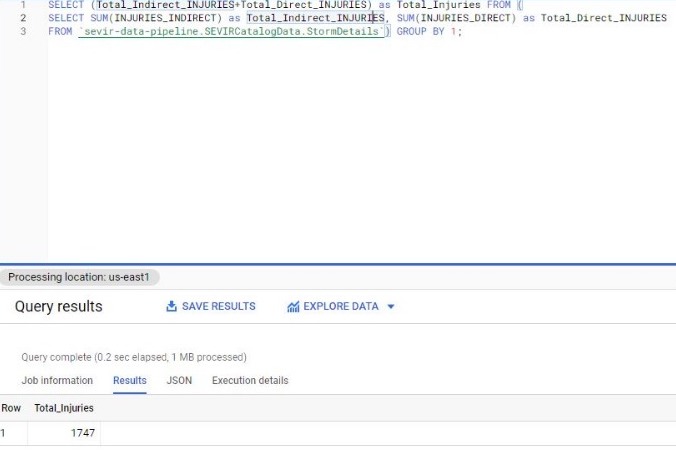 1 SELECT (Total_Indirect_INJURIES+Total_Direct_INJURIES) as Total_Injuries FROM (
2 SELECT SUM(INJURIES_INDIRECT) as Total_Indirect_INJURIES, SUM(INJURIES_DIRECT) as Total_Direct_INJURIES
3 FROM `sevir-data-pipeline.SEVIRCatalogData.StormDetails`) GROUP BY 1;
Processing location: us-east1
Query results SAVE RESULTS EXPLORE DATA
Query complete (0.2 sec elapsed, 1 MB processed)
Job information Results JSON Execution details
Row Total_Injuries
1 1747